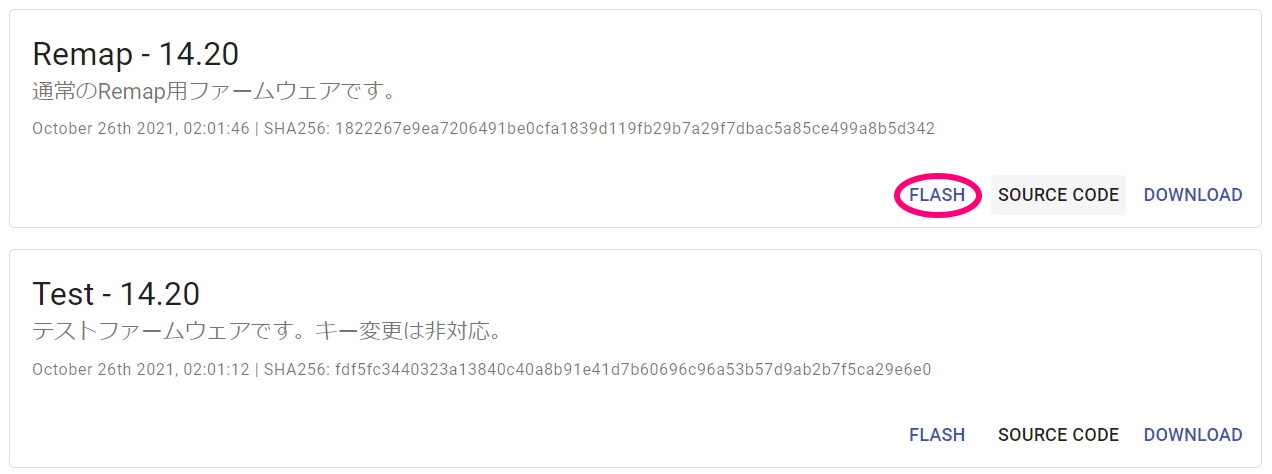 Remap - 14.20
通常のRemap用ファームウェアです。
October 26th 2021, 02:01:46 | SHA256: 1822267e9ea7206491be0cfa1839d119fb29b7a29f7dbac5a85ce499a8b5d342
FLASH SOURCE CODE DOWNLOAD
Test - 14.20
テストファームウェアです。キー変更は非対応。
October 26th 2021, 02:01:12 | SHA256: fdf5fc3440323a13840c40a8b91e41d7b60696c96a53b57d9ab2b7f5ca29e6e0
FLASH SOURCE CODE DOWNLOAD